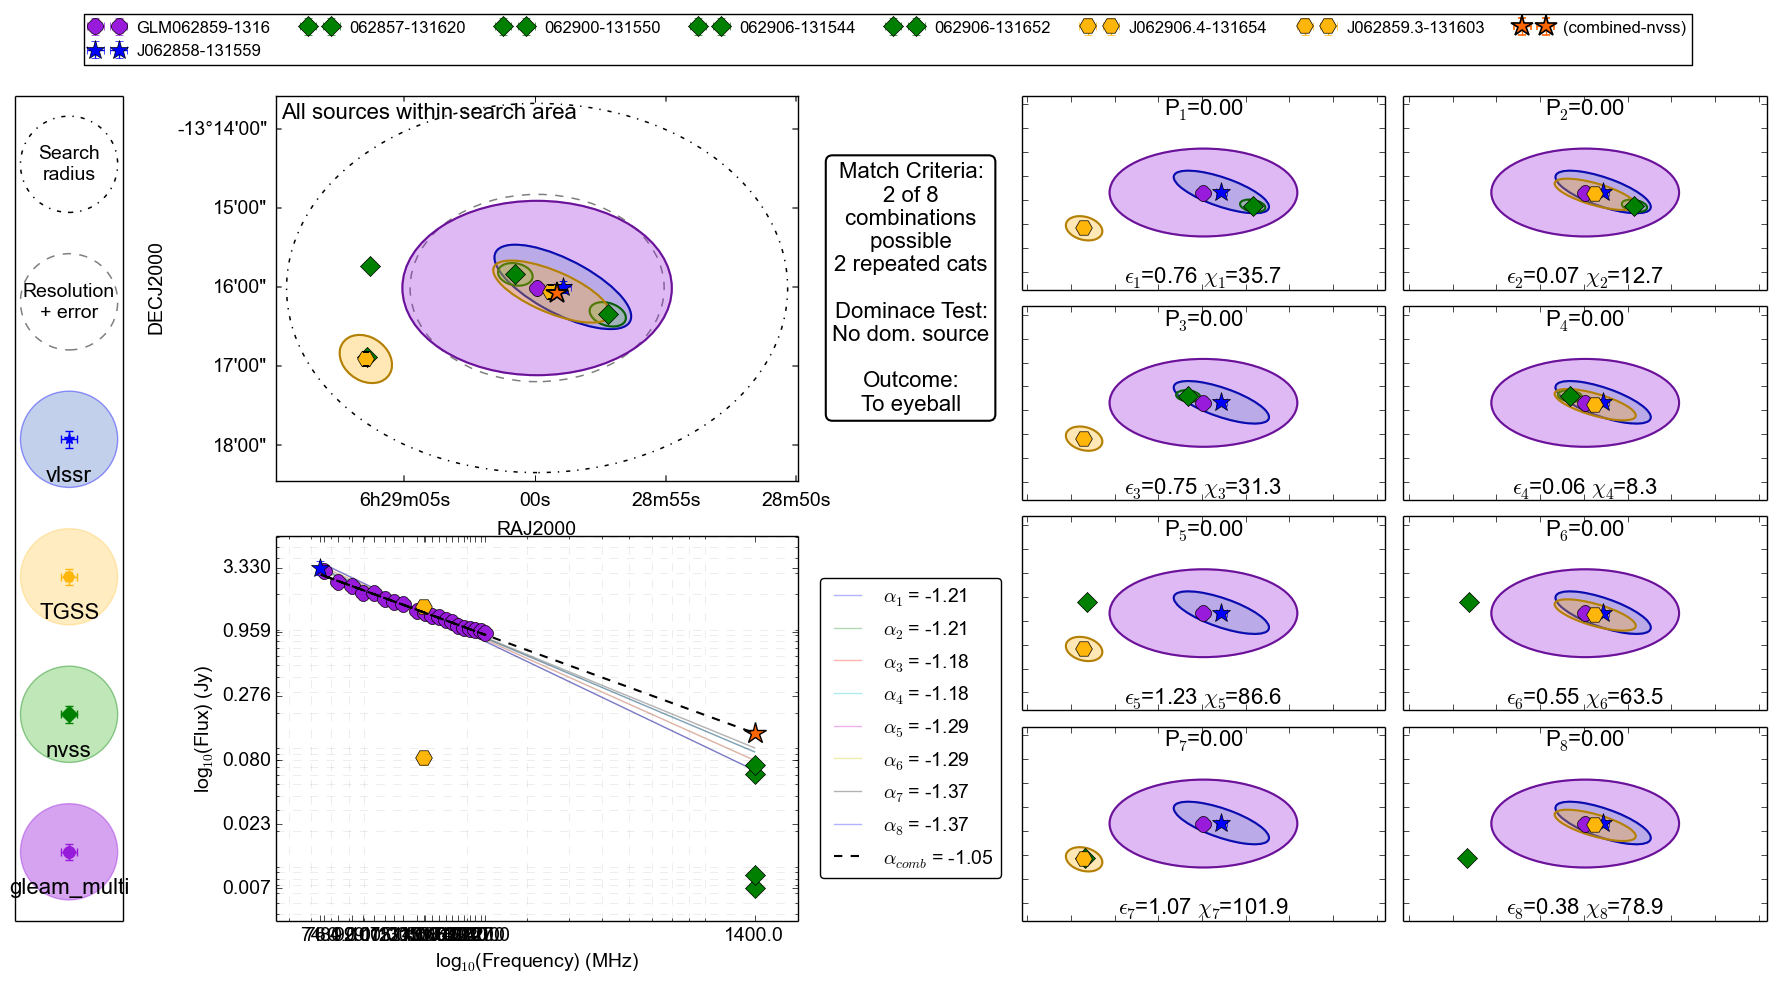 GLM062859-1316 062857-131620 062900-131550 062906-131544 062906-131652 J062906.4-131654 J062859.3-131603 (combined-nvss)
J062858-131559
Search
radius
Resolution
+ error
vlssr
TGSS
nvss
gleam_multi
All sources within search area
-13°14'00"
15'00"
16'00"
17'00"
18'00"
DECJ2000
6h29m05s 00s 28m55s 28m50s
RAJ2000
3.330
0.959
0.276
0.080
0.023
0.007
log10(Flux) (Jy)
1400.0
log10(Frequency) (MHz)
Match Criteria:
2 of 8
combinations
possible
2 repeated cats
Dominace Test:
No dom. source
Outcome:
To eyeball
α1 = -1.21
α2 = -1.21
α3 = -1.18
α4 = -1.18
α5 = -1.29
α6 = -1.29
α7 = -1.37
α8 = -1.37
αcomb = -1.05
P1=0.00
ϵ1=0.76 χ1=35.7
P2=0.00
ϵ2=0.07 χ2=12.7
P3=0.00
ϵ3=0.75 χ3=31.3
P4=0.00
ϵ4=0.06 χ4=8.3
P5=0.00
ϵ5=1.23 χ5=86.6
P6=0.00
ϵ6=0.55 χ6=63.5
P7=0.00
ϵ7=1.07 χ7=101.9
P8=0.00
ϵ8=0.38 χ8=78.9